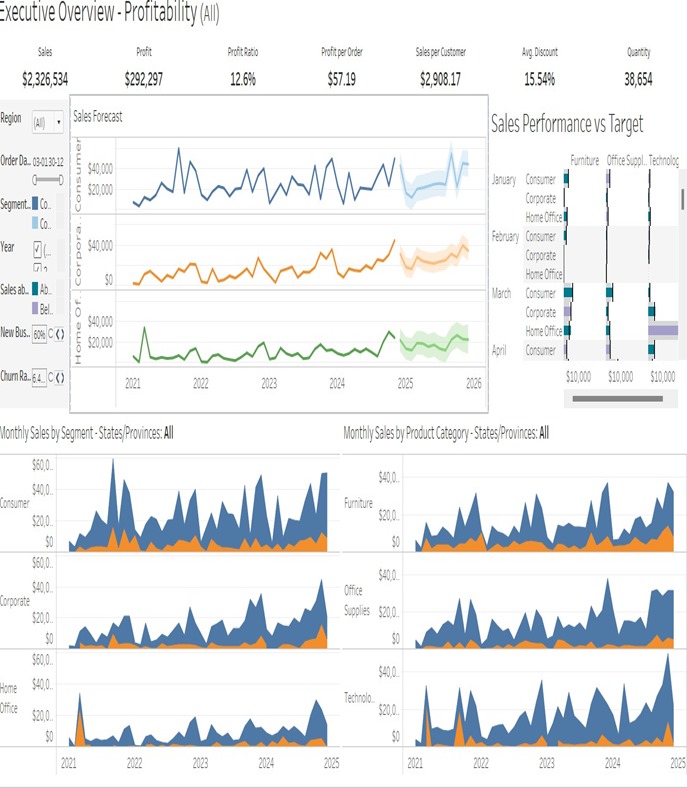 Executive Overview - Profitability (All)
Sales Profit Profit Ratio Profit per Order Sales per Customer Avg. Discount Quantity
$2,326,534 $292,297 12.6% $57.19 $2,908.17 15.54% 38,654
Region
(All)
Order Da..
Segment..
Co..
Co..
Year
(...
Sales ab..
Ab..
Bel..
New Bus..
60% C
Churn Ra..
6.4.. C
Sales Forecast
Consumer
$40,000
$20,000
Corpora..
$40,000
$0
Home Of..
$40,000
$20,000
2021 2022 2023 2024 2025 2026
Sales Performance vs Target
Furniture Office Suppl.. Technolog
January Consumer
Corporate
Home Office
February Consumer
Corporate
Home Office
March Consumer
Corporate
Home Office
April Consumer
$10,000 $10,000 $10,000
Monthly Sales by Segment - States/Provinces: All
Consumer
$60,0..
$40,0..
$20,0..
$0
Corporate
$60,0..
$40,0..
$20,0..
$0
Home
Office
$60,0..
$40,0..
$20,0..
$0
2021 2022 2023 2024 2025
Monthly Sales by Product Category - States/Provinces: All
Furniture
$40,0..
$20,0..
$0
Office
Supplies
$40,0..
$20,0..
$0
Technolo..
$40,0..
$20,0..
$0
2021 2022 2023 2024 2025